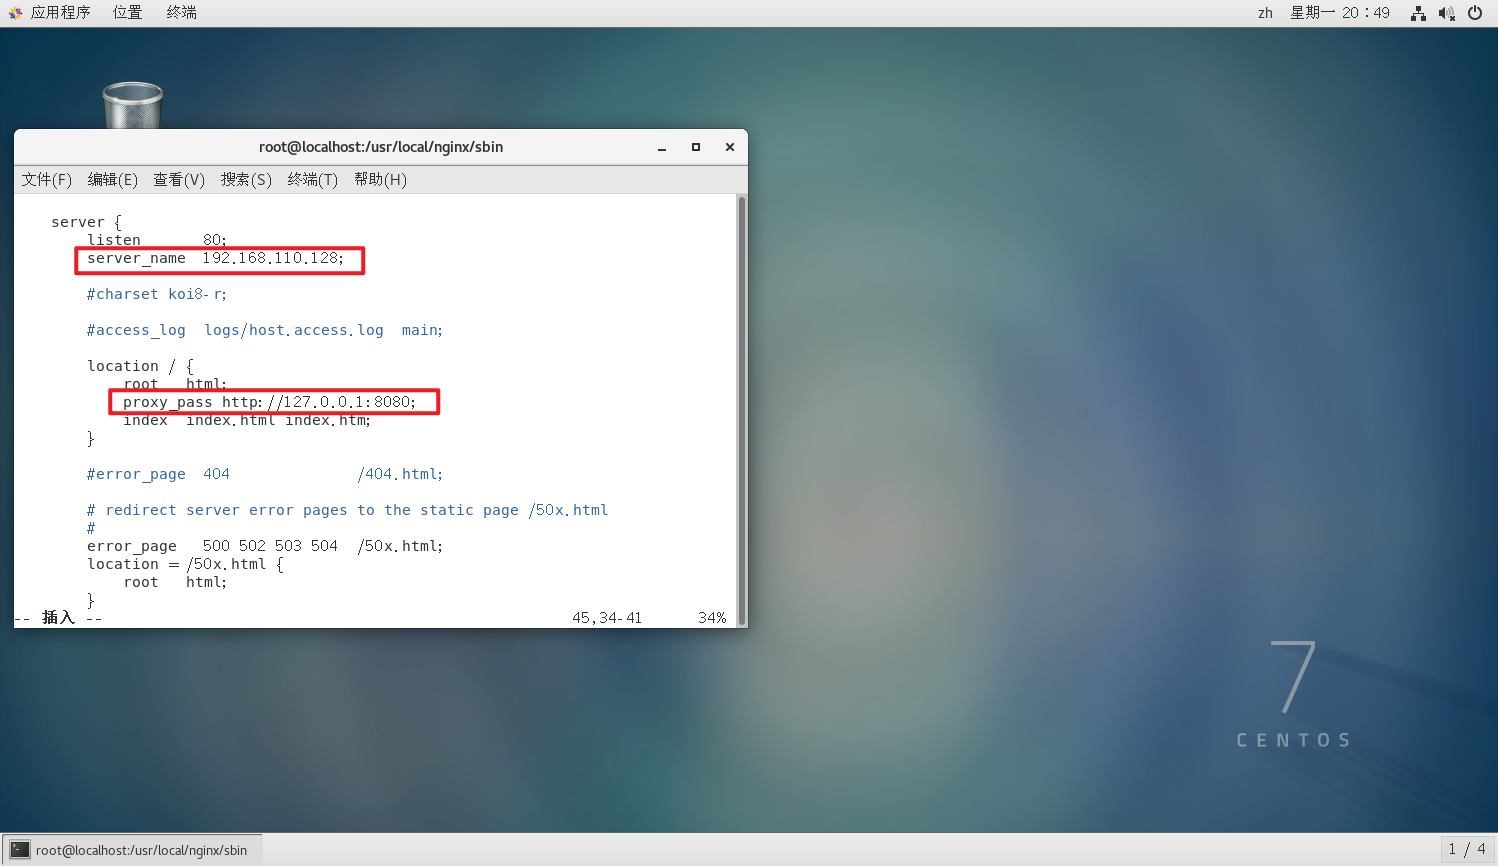 应用程序 位置 终端 zh 星期一 20：49
root@localhost:/usr/local/nginx/sbin
文件(F) 编辑(E) 查看(V) 搜索(S) 终端(T) 帮助(H)
server {
listen 80;
server_name 192.168.110.128;
#charset koi8-r;
#access_log logs/host.access.log main;
location / {
root html;
proxy_pass http://127.0.0.1:8080;
index index.html index.htm;
}
#error_page 404 /404.html;
# redirect server error pages to the static page /50x.html
#
error_page 500 502 503 504 /50x.html;
location = /50x.html {
root html;
}
-- 插入 -- 45,34-41 34%
7
CENTOS
root@localhost:/usr/local/nginx/sbin 1 / 4